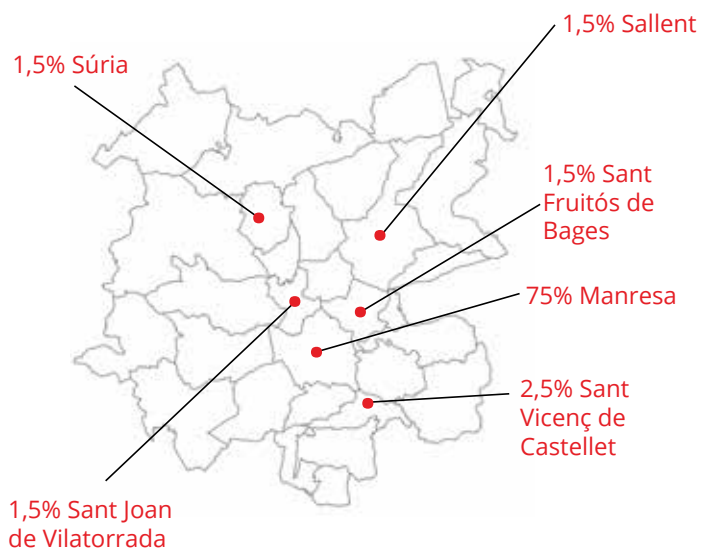 1,5% Sallent
1,5% Súria
1,5% Sant
Fruitós de
Bages
75% Manresa
2,5% Sant
Vicenç de
Castellet
1,5% Sant Joan
de Vilatorrada